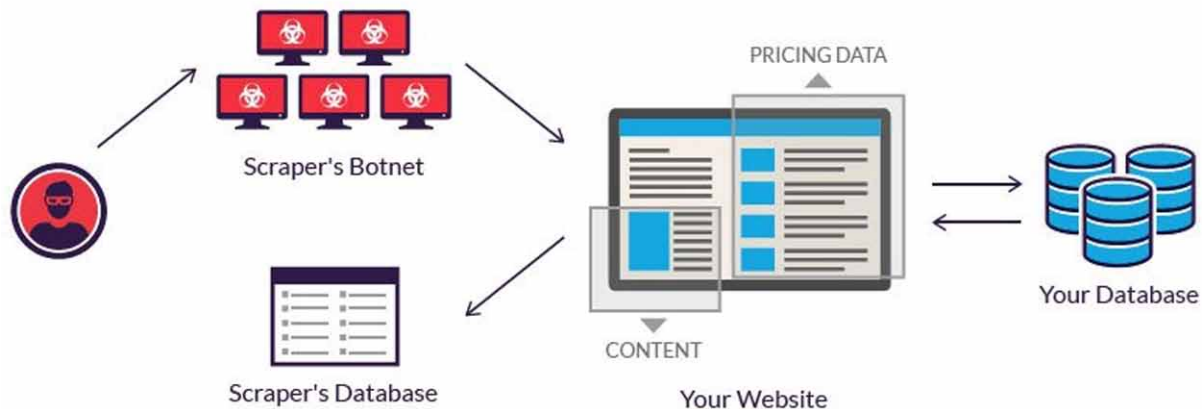 PRICING DATA
Scraper's Botnet
Your Database
CONTENT
Scraper's Database
Your Website